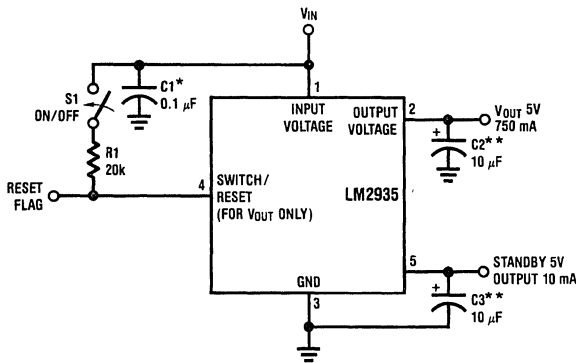 VIN
S1
ON/OFF
C1*
0.1 μF
R1
20k
RESET
FLAG
1
INPUT
VOLTAGE
OUTPUT
VOLTAGE
2
VOUT 5V
750 mA
+
C2**
10 μF
4
SWITCH/
RESET
(FOR VOUT ONLY)
LM2935
5
STANDBY 5V
OUTPUT 10 mA
+
C3**
10 μF
GND
3